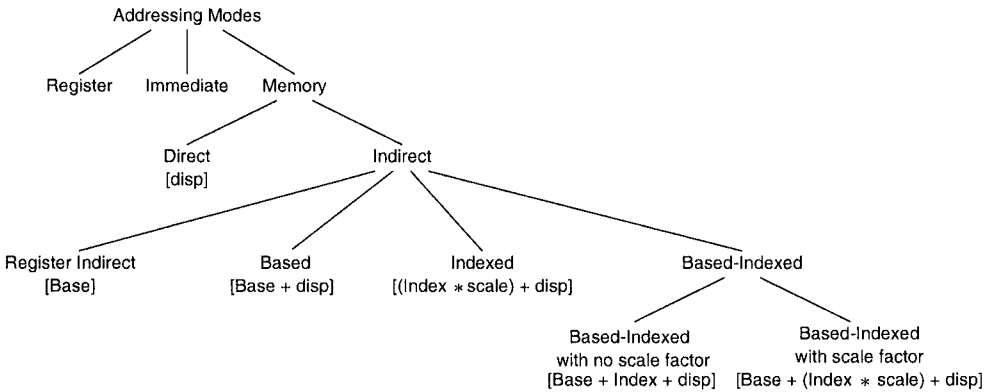 Addressing Modes
Register Immediate Memory
Direct Indirect
[disp]
Register Indirect Based Indexed Based-Indexed
[Base] [Base + disp] [(Index * scale) + disp]
Based-Indexed Based-Indexed
with no scale factor with scale factor
[Base + Index + disp] [Base + (Index * scale) + disp]